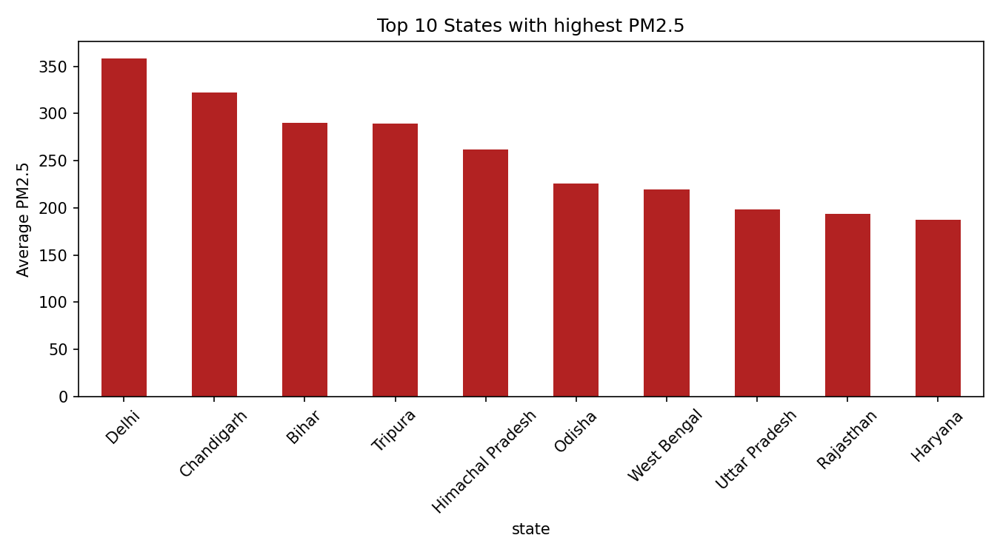 Top 10 States with highest PM2.5
Average PM2.5
350
300
250
200
150
100
50
0
Delhi
Chandigarh
Bihar
Tripura
Himachal Pradesh
Odisha
West Bengal
Uttar Pradesh
Rajasthan
Haryana
state